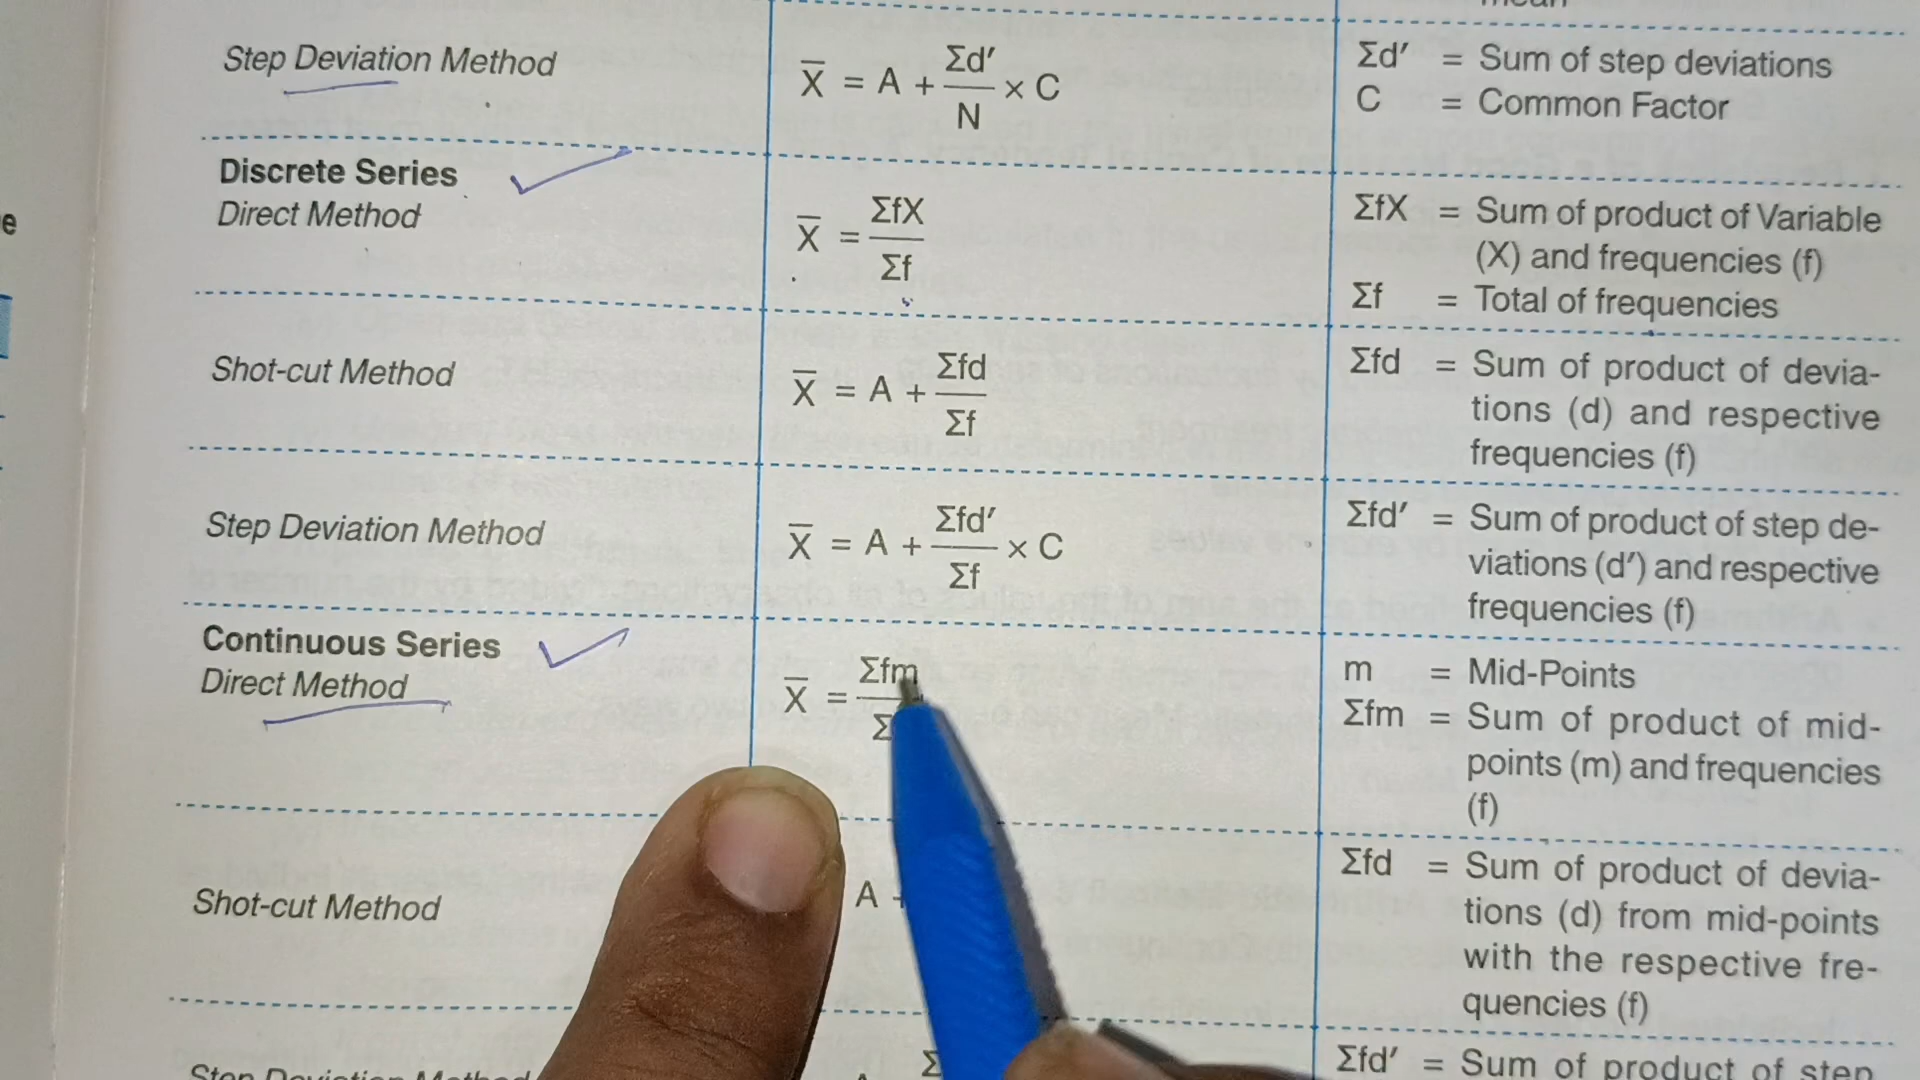 Step Deviation Method
X̅ = A + Σd′/N × C
Σd′ = Sum of step deviations
C = Common Factor
Discrete Series
Direct Method
X̅ = ΣfX/Σf
ΣfX = Sum of product of Variable
(X) and frequencies (f)
Σf = Total of frequencies
Shot-cut Method
X̅ = A + Σfd/Σf
Σfd = Sum of product of devia-
tions (d) and respective
frequencies (f)
Step Deviation Method
X̅ = A + Σfd′/Σf × C
Σfd′ = Sum of product of step de-
viations (d′) and respective
frequencies (f)
Continuous Series
Direct Method
X̅ = Σfm/Σ
m = Mid-Points
Σfm = Sum of product of mid-
points (m) and frequencies
(f)
Shot-cut Method
A +
Σfd = Sum of product of devia-
tions (d) from mid-points
with the respective fre-
quencies (f)
Step Deviation Method
Σ
Σfd′ = Sum of product of step